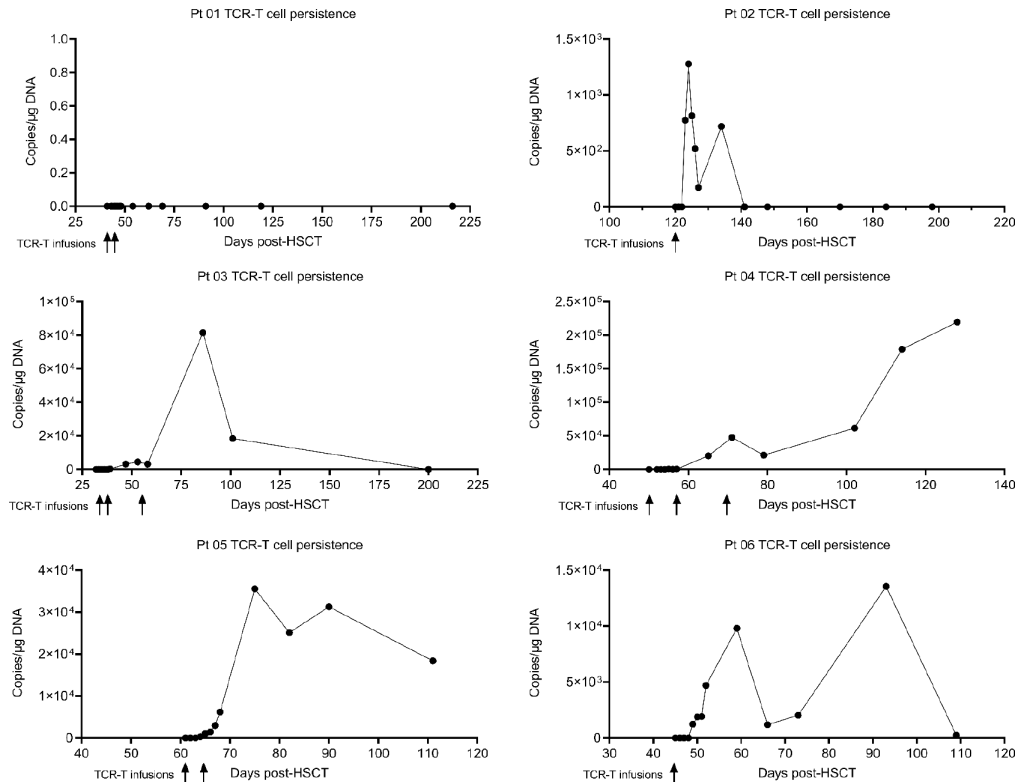 Pt 01 TCR-T cell persistence
Copies/µg DNA
1.0
0.8
0.6
0.4
0.2
0.0
25 50 75 100 125 150 175 200 225
TCR-T infusions
Days post-HSCT
Pt 02 TCR-T cell persistence
Copies/µg DNA
1.5×10³
1×10³
5×10²
0
100 120 140 160 180 200 220
TCR-T infusions
Days post-HSCT
Pt 03 TCR-T cell persistence
Copies/µg DNA
1×10⁵
8×10⁴
6×10⁴
4×10⁴
2×10⁴
0
25 50 75 100 125 150 175 200 225
TCR-T infusions
Days post-HSCT
Pt 04 TCR-T cell persistence
Copies/µg DNA
2.5×10⁵
2×10⁵
1.5×10⁵
1×10⁵
5×10⁴
0
40 60 80 100 120 140
TCR-T infusions
Days post-HSCT
Pt 05 TCR-T cell persistence
Copies/µg DNA
4×10⁴
3×10⁴
2×10⁴
1×10⁴
0
40 50 60 70 80 90 100 110 120
TCR-T infusions
Days post-HSCT
Pt 06 TCR-T cell persistence
Copies/µg DNA
1.5×10⁴
1×10⁴
5×10³
0
30 40 50 60 70 80 90 100 110 120
TCR-T infusions
Days post-HSCT